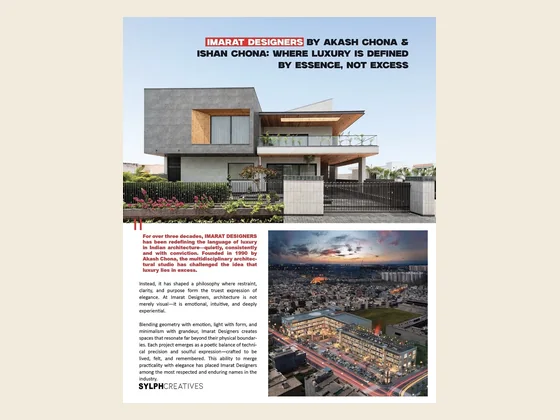 IMARAT DESIGNERS BY AKASH CHONA &
ISHAN CHONA: WHERE LUXURY IS DEFINED
BY ESSENCE, NOT EXCESS
"
For over three decades, IMARAT DESIGNERS
has been redefining the language of luxury
in Indian architecture—quietly, consistently
and with conviction. Founded in 1990 by
Akash Chona, the multidisciplinary architec-
tural studio has challenged the idea that
luxury lives in excess.
Instead, it has shaped a philosophy where restraint,
clarity, and purpose form the truest expression of
elegance. At Imarat Designers, architecture is not
merely visual—it is emotional, intuitive, and deeply
experiential.
Blending geometry with emotion, light with form, and
minimalism with grandeur, Imarat Designers creates
spaces that resonate far beyond their physical boundar-
ies. Each project emerges as a poetic balance of techni-
cal precision and soulful expression—crafted to be
lived, felt, and remembered. This ability to merge
practicality with elegance has placed Imarat Designers
among the most respected and enduring names in the
industry.
SYLPHCREATIVES